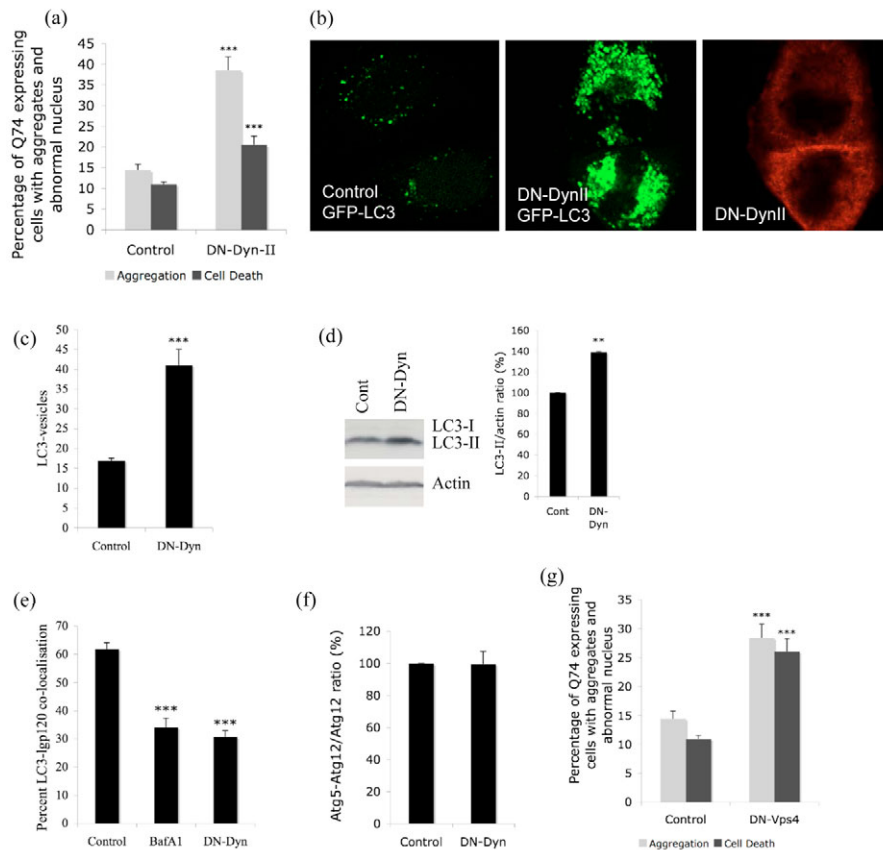 (a)
Percentage of Q74 expressing
cells with aggregates and
abnormal nucleus
45
40
35
30
25
20
15
10
5
0
***
***
Control
DN-Dyn-II
Aggregation
Cell Death
(b)
Control
GFP-LC3
DN-DynII
GFP-LC3
DN-DynII
(c)
LC3-vesicles
50
45
40
35
30
25
20
15
10
5
0
***
Control
DN-Dyn
(d)
Cont
DN-Dyn
LC3-I
LC3-II
Actin
LC3-II/actin ratio (%)
160
140
120
100
80
60
40
20
0
**
Cont
DN-
Dyn
(e)
Percent LC3-lgp120 co-localisation
70
60
50
40
30
20
10
0
***
***
Control
BafA1
DN-Dyn
(f)
Atg5-Atg12/Atg12 ratio (%)
120
100
80
60
40
20
0
Control
DN-Dyn
(g)
Percentage of Q74 expressing
cells with aggregates and
abnormal nucleus
35
30
25
20
15
10
5
0
***
***
Control
DN-Vps4
Aggregation
Cell Death